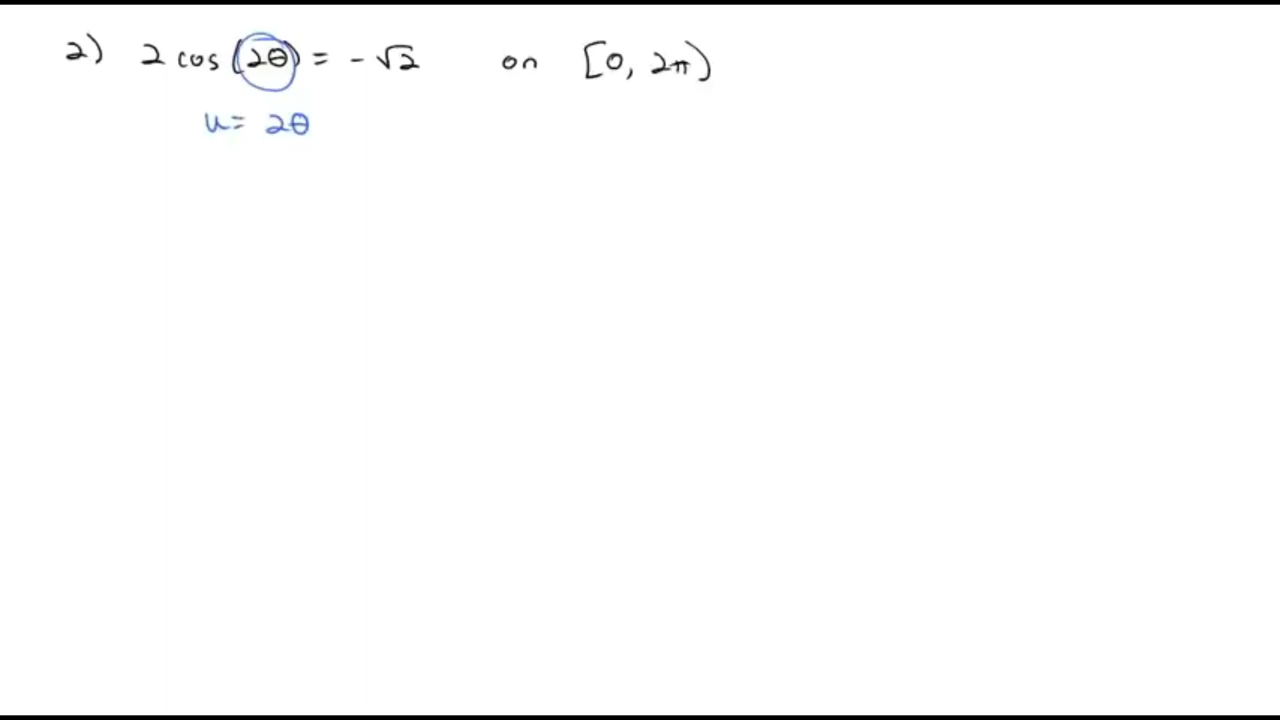 2) 2 cos (2θ) = - √2 on [0, 2π)
u = 2θ